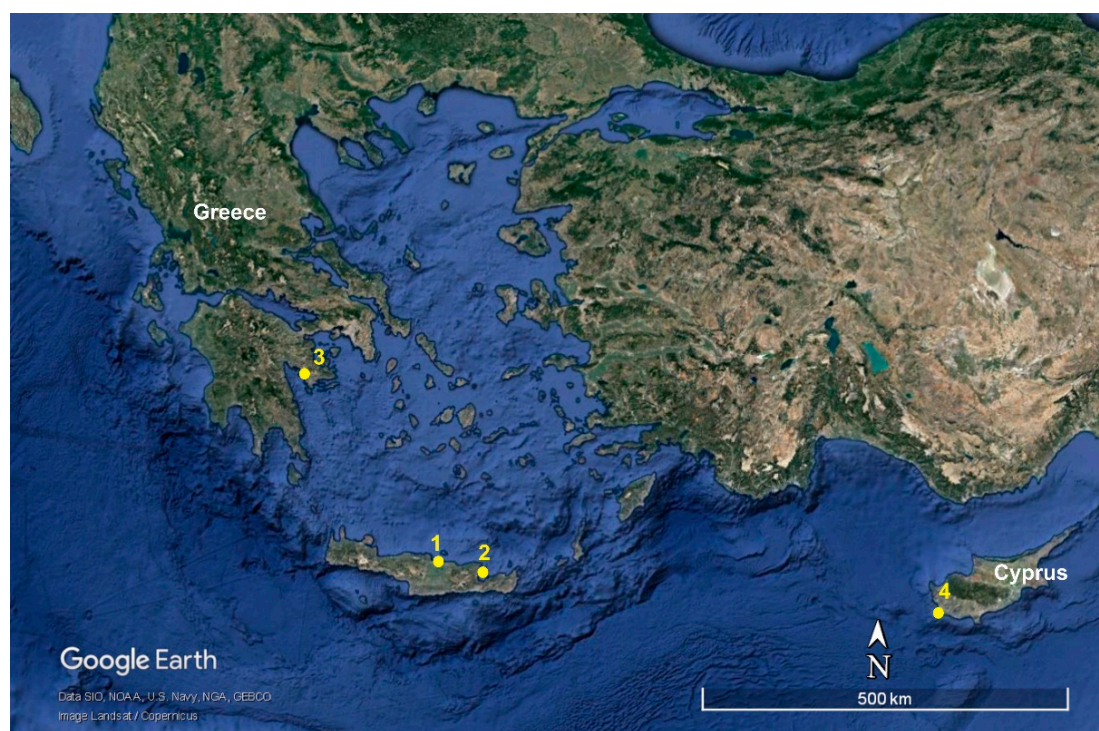 Greece
3
1
2
Cyprus
4
N
Google Earth
500 km
Data SIO, NOAA, U.S. Navy, NGA, GEBCO
Image Landsat / Copernicus